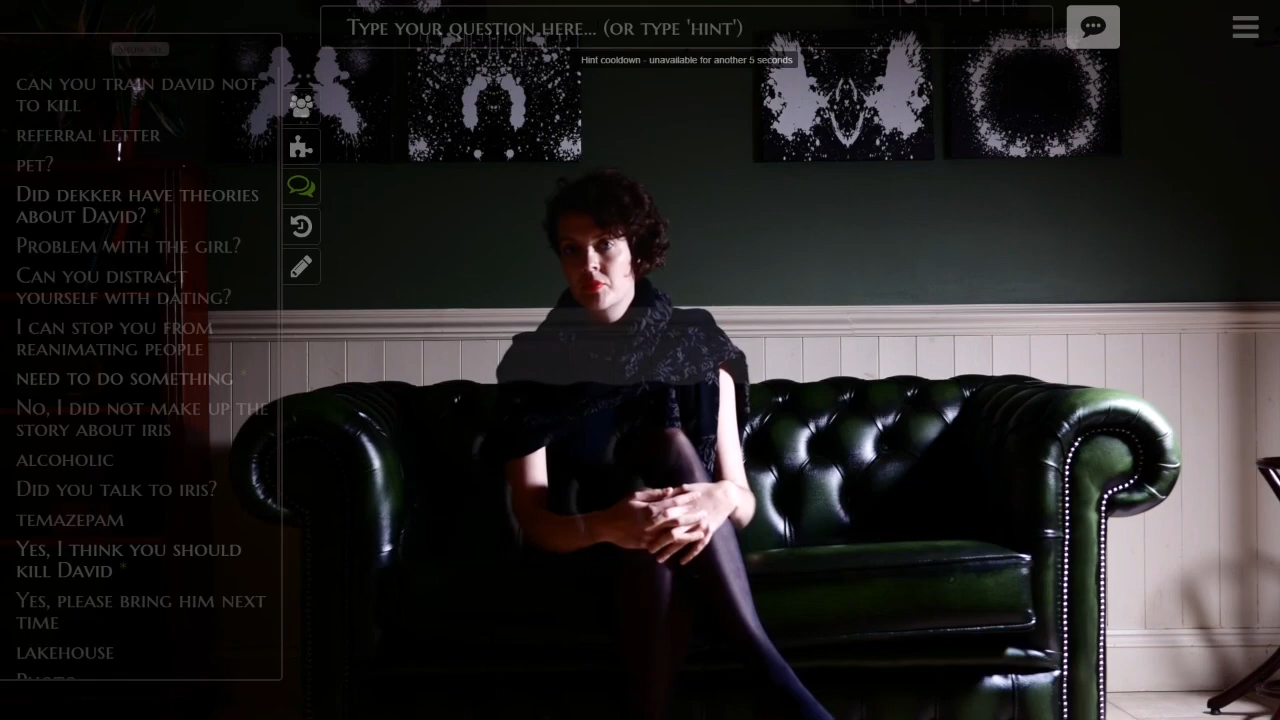 Type your question here... (or type 'hint')
Hint cooldown - unavailable for another 5 seconds
can you train david not
to kill
referral letter
pet?
Did dekker have theories
about David? *
Problem with the girl?
Can you distract
yourself with dating?
I can stop you from
reanimating people
need to do something *
No, I did not make up the
story about iris
alcoholic
Did you talk to iris?
temazepam
Yes, I think you should
kill David *
Yes, please bring him next
time
lakehouse